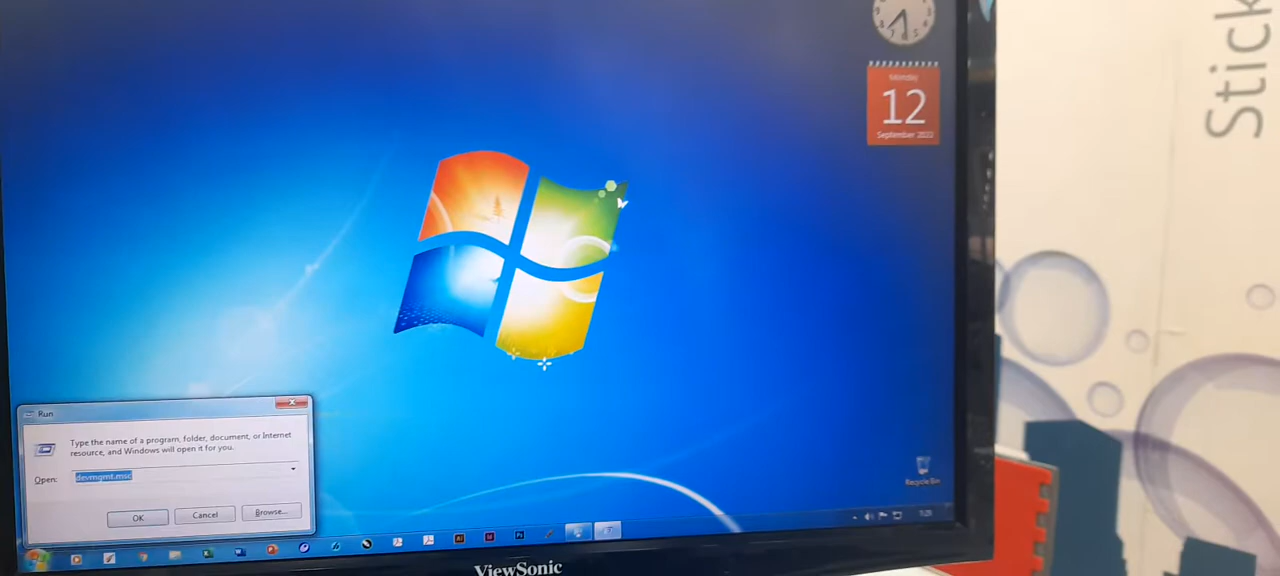 Stick
Monday
12
September 2022
Run
Type the name of a program, folder, document, or Internet
resource, and Windows will open it for you.
Open:
devmgmt.msc
OK
Cancel
Browse...
Recycle Bin
ViewSonic